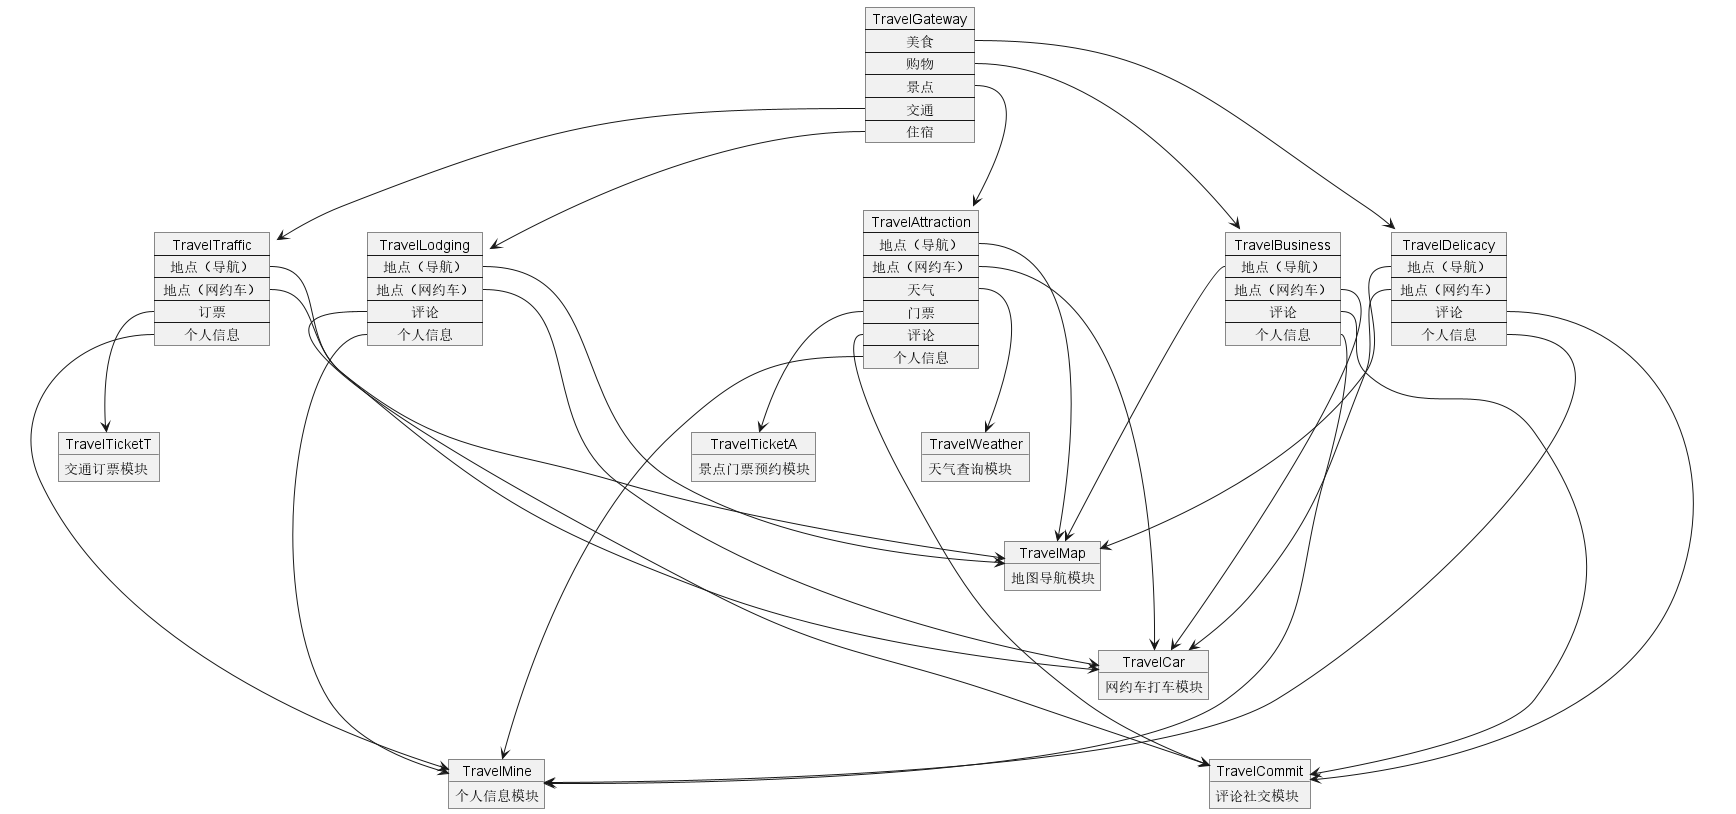 TravelGateway
美食
购物
景点
交通
住宿
TravelTraffic
地点（导航）
地点（网约车）
订票
个人信息
TravelLodging
地点（导航）
地点（网约车）
评论
个人信息
TravelAttraction
地点（导航）
地点（网约车）
天气
门票
评论
个人信息
TravelBusiness
地点（导航）
地点（网约车）
评论
个人信息
TravelDelicacy
地点（导航）
地点（网约车）
评论
个人信息
TravelTicketT
交通订票模块
TravelTicketA
景点门票预约模块
TravelWeather
天气查询模块
TravelMap
地图导航模块
TravelCar
网约车打车模块
TravelMine
个人信息模块
TravelCommit
评论社交模块